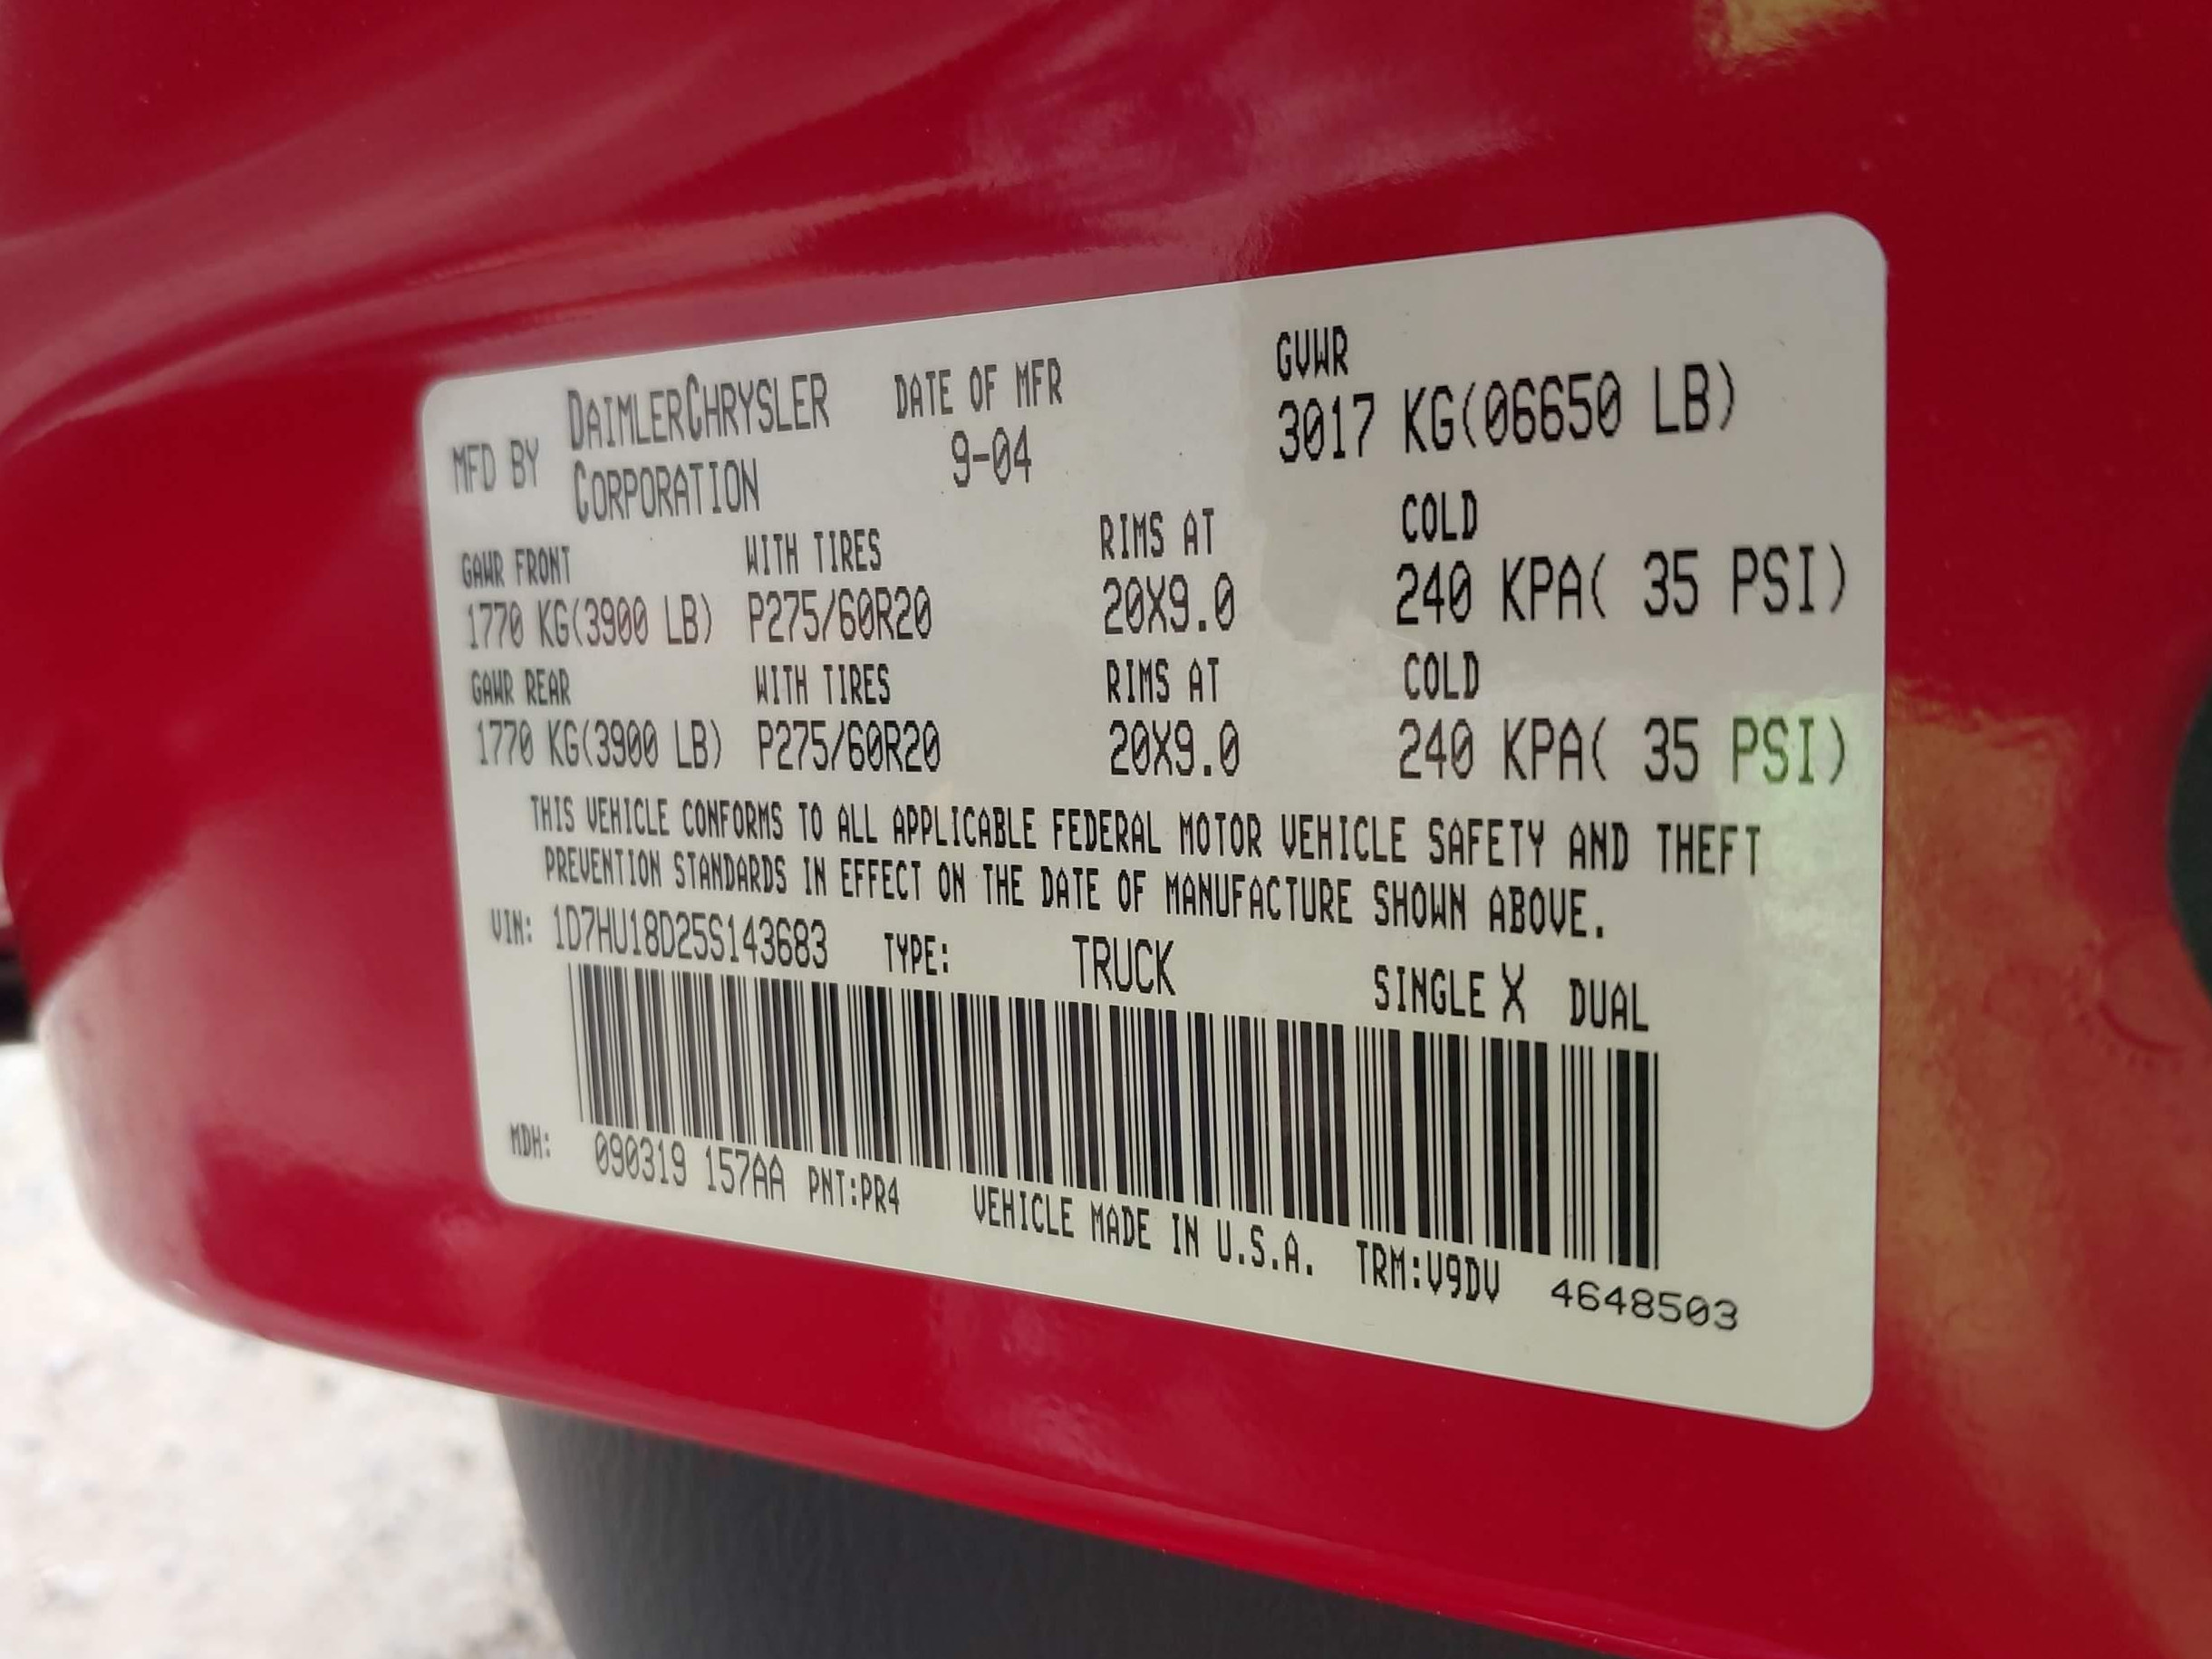 MFD BY DAIMLERCHRYSLER CORPORATION DATE OF MFR 9-04 GVWR 3017 KG(06650 LB)
GAWR FRONT WITH TIRES RIMS AT COLD
1770 KG(3900 LB) P275/60R20 20X9.0 240 KPA( 35 PSI)
GAWR REAR WITH TIRES RIMS AT COLD
1770 KG(3900 LB) P275/60R20 20X9.0 240 KPA( 35 PSI)
THIS VEHICLE CONFORMS TO ALL APPLICABLE FEDERAL MOTOR VEHICLE SAFETY AND THEFT
PREVENTION STANDARDS IN EFFECT ON THE DATE OF MANUFACTURE SHOWN ABOVE.
VIN: 1D7HU18D25S143683 TYPE: TRUCK SINGLE X DUAL
MDH: 090319 157AA PNT:PR4 VEHICLE MADE IN U.S.A. TRM:V9DV 4648503